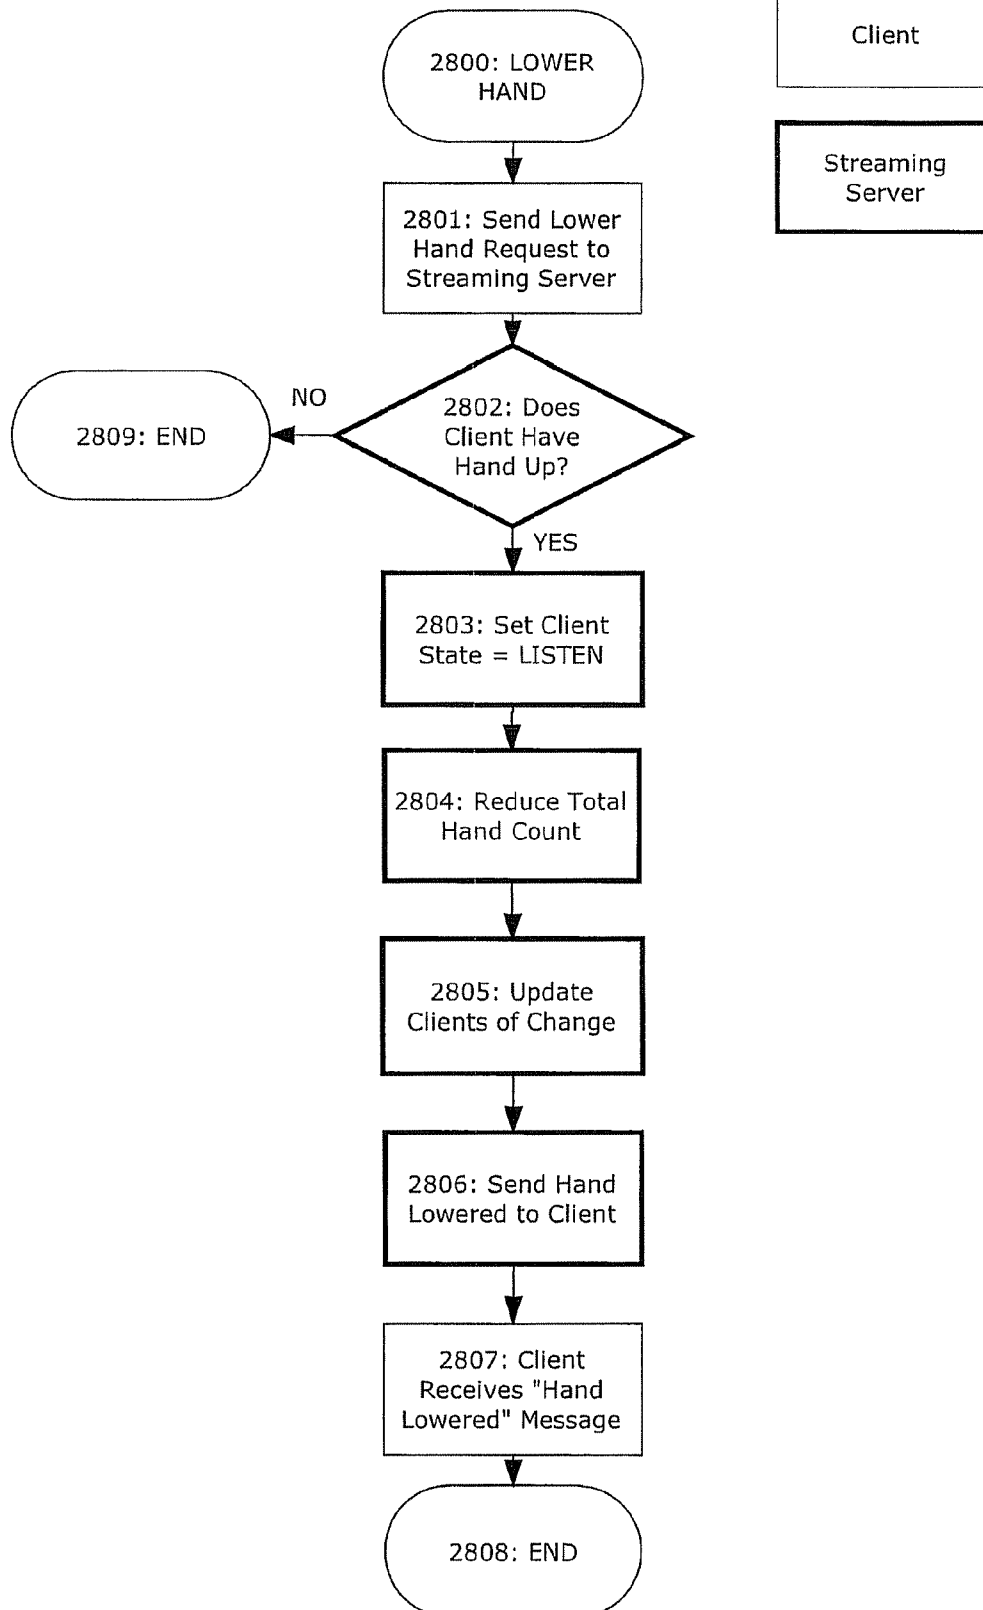 2800: LOWER
HAND
Client
Streaming
Server
2801: Send Lower
Hand Request to
Streaming Server
2802: Does
Client Have
Hand Up?
NO
2809: END
YES
2803: Set Client
State = LISTEN
2804: Reduce Total
Hand Count
2805: Update
Clients of Change
2806: Send Hand
Lowered to Client
2807: Client
Receives "Hand
Lowered" Message
2808: END